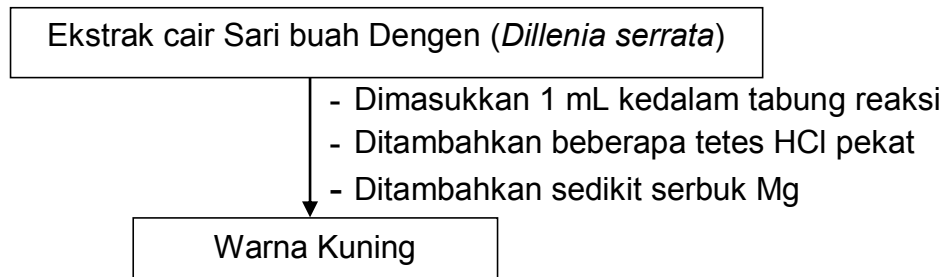 Ekstrak cair Sari buah Dengen (Dillenia serrata)
- Dimasukkan 1 mL kedalam tabung reaksi
- Ditambahkan beberapa tetes HCl pekat
- Ditambahkan sedikit serbuk Mg
Warna Kuning